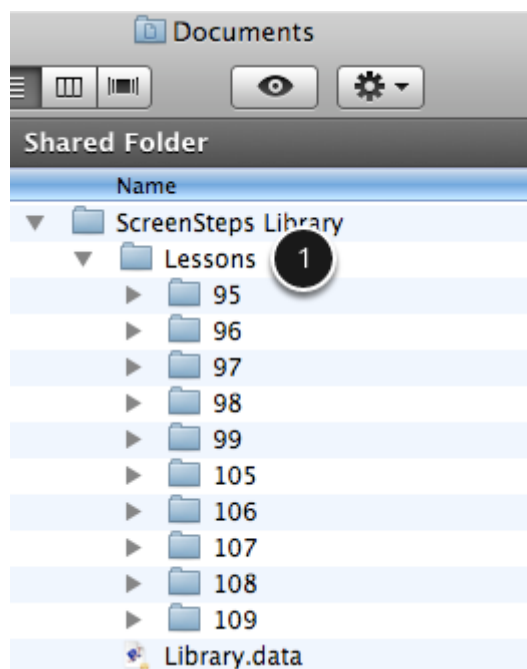 Documents
Shared Folder
Name
ScreenSteps Library
Lessons 1
95
96
97
98
99
105
106
107
108
109
Library.data